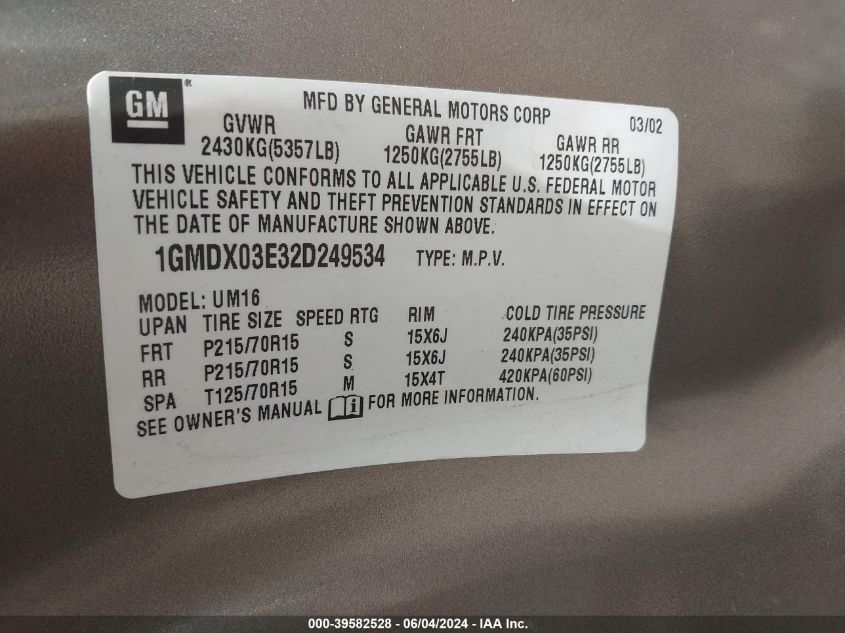 GM®
MFD BY GENERAL MOTORS CORP 03/02
GVWR GAWR FRT GAWR RR
2430KG(5357LB) 1250KG(2755LB) 1250KG(2755LB)
THIS VEHICLE CONFORMS TO ALL APPLICABLE U.S. FEDERAL MOTOR
VEHICLE SAFETY AND THEFT PREVENTION STANDARDS IN EFFECT ON
THE DATE OF MANUFACTURE SHOWN ABOVE.
1GMDX03E32D249534 TYPE: M.P.V.
MODEL: UM16
UPAN TIRE SIZE SPEED RTG RIM COLD TIRE PRESSURE
FRT P215/70R15 S 15X6J 240KPA(35PSI)
RR P215/70R15 S 15X6J 240KPA(35PSI)
SPA T125/70R15 M 15X4T 420KPA(60PSI)
SEE OWNER'S MANUAL FOR MORE INFORMATION.
000-39582528 - 06/04/2024 - IAA Inc.